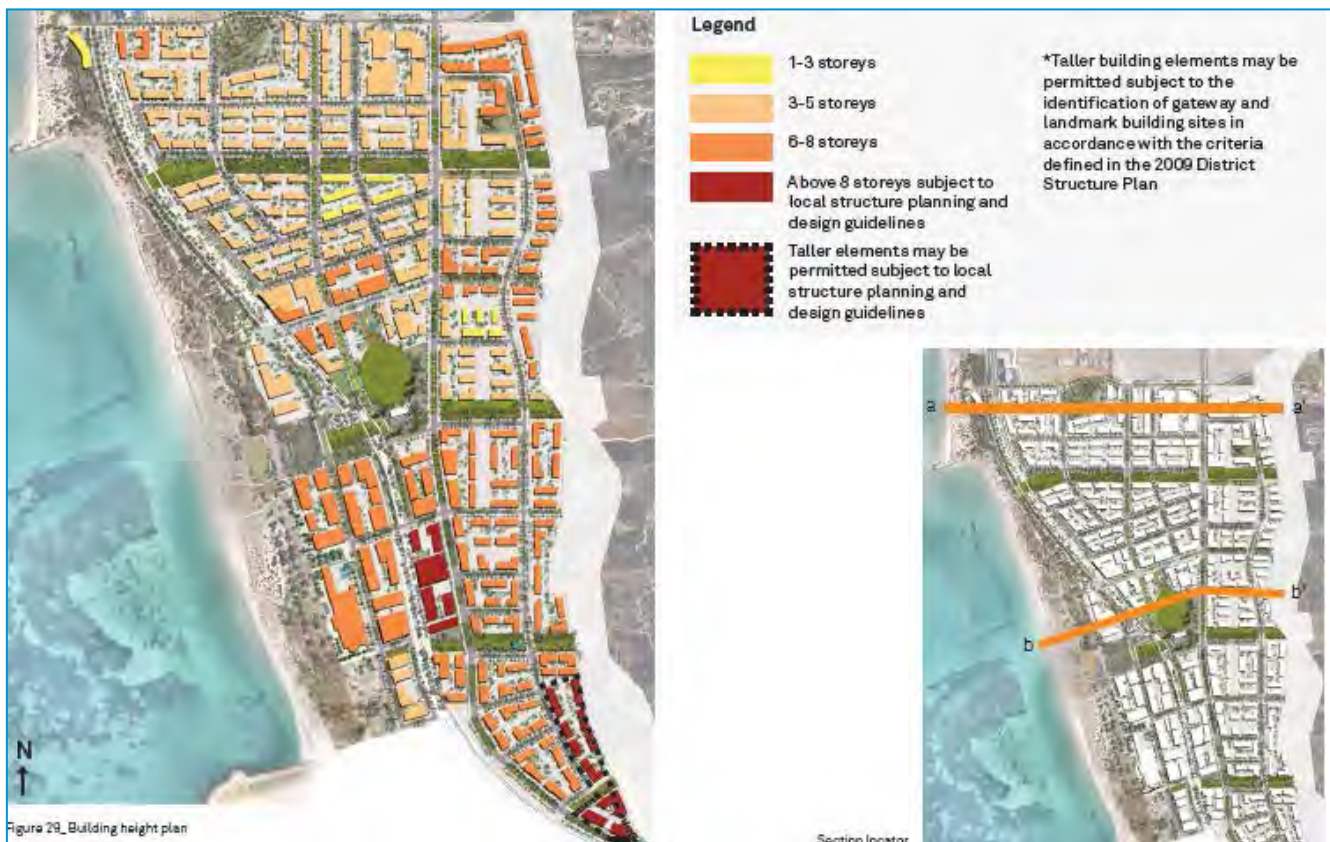 Legend
1-3 storeys
3-5 storeys
6-8 storeys
Above 8 storeys subject to
local structure planning and
design guidelines
Taller elements may be
permitted subject to local
structure planning and
design guidelines
*Taller building elements may be
permitted subject to the
identification of gateway and
landmark building sites in
accordance with the criteria
defined in the 2009 District
Structure Plan
a
a'
b
b'
N
Figure 29_Building height plan
Section locator